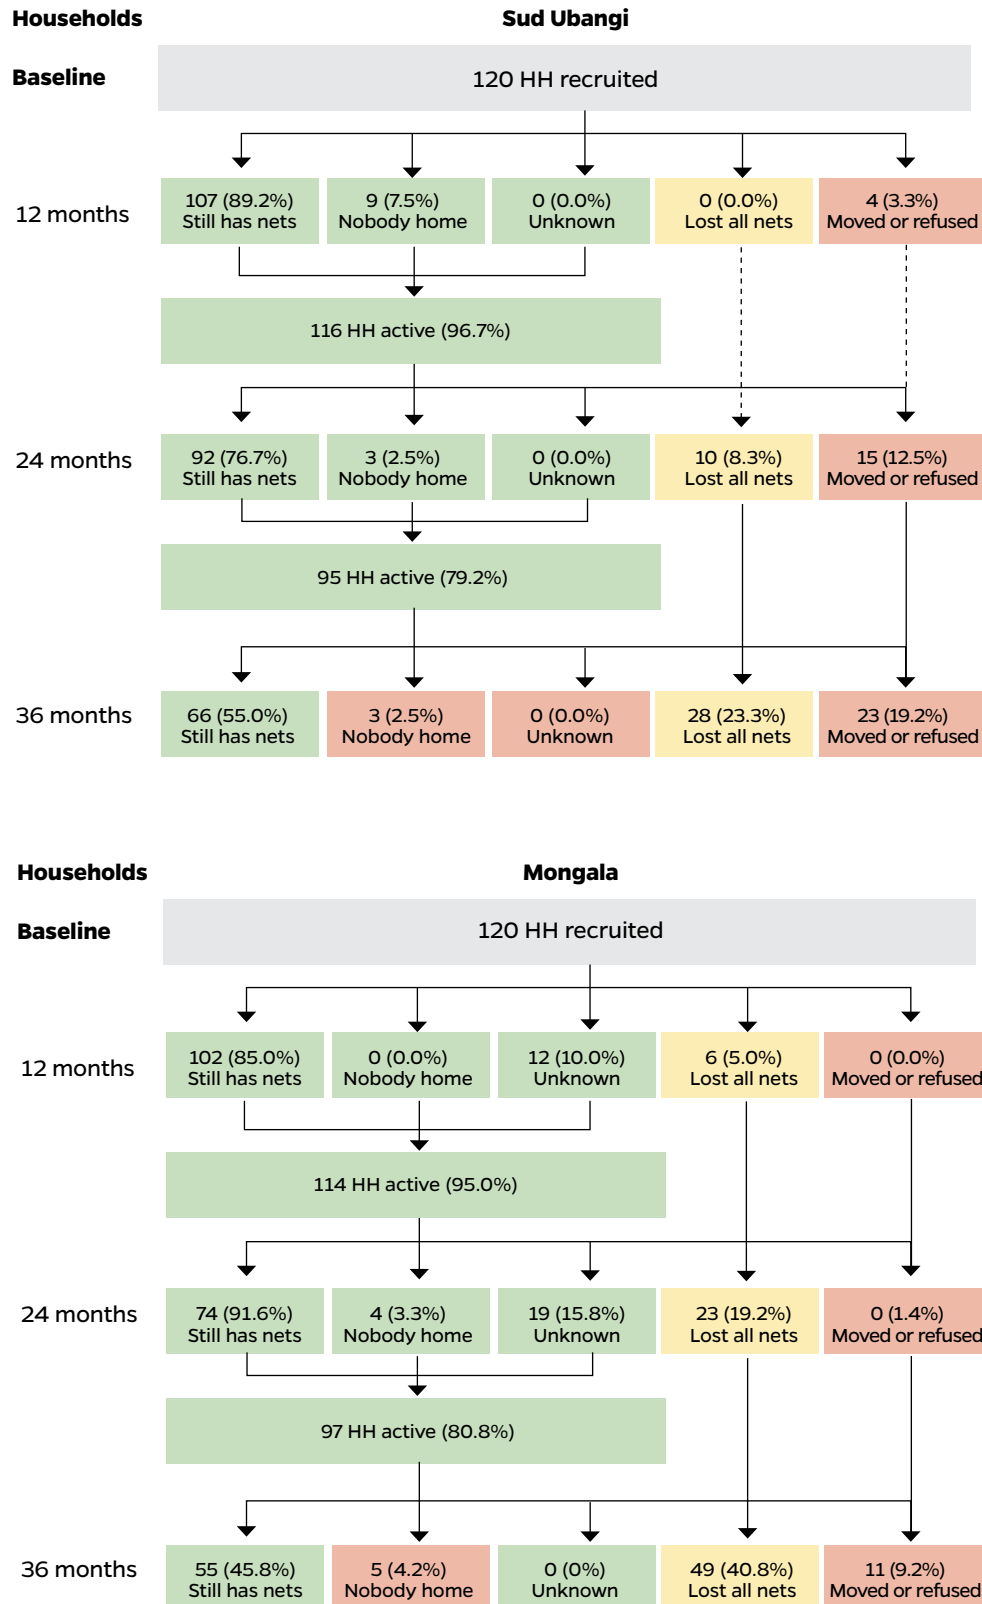 Households
Sud Ubangi
Baseline
120 HH recruited
12 months
107 (89.2%)
Still has nets
9 (7.5%)
Nobody home
0 (0.0%)
Unknown
0 (0.0%)
Lost all nets
4 (3.3%)
Moved or refused
116 HH active (96.7%)
24 months
92 (76.7%)
Still has nets
3 (2.5%)
Nobody home
0 (0.0%)
Unknown
10 (8.3%)
Lost all nets
15 (12.5%)
Moved or refused
95 HH active (79.2%)
36 months
66 (55.0%)
Still has nets
3 (2.5%)
Nobody home
0 (0.0%)
Unknown
28 (23.3%)
Lost all nets
23 (19.2%)
Moved or refused
Households
Mongala
Baseline
120 HH recruited
12 months
102 (85.0%)
Still has nets
0 (0.0%)
Nobody home
12 (10.0%)
Unknown
6 (5.0%)
Lost all nets
0 (0.0%)
Moved or refused
114 HH active (95.0%)
24 months
74 (91.6%)
Still has nets
4 (3.3%)
Nobody home
19 (15.8%)
Unknown
23 (19.2%)
Lost all nets
0 (1.4%)
Moved or refused
97 HH active (80.8%)
36 months
55 (45.8%)
Still has nets
5 (4.2%)
Nobody home
0 (0%)
Unknown
49 (40.8%)
Lost all nets
11 (9.2%)
Moved or refused